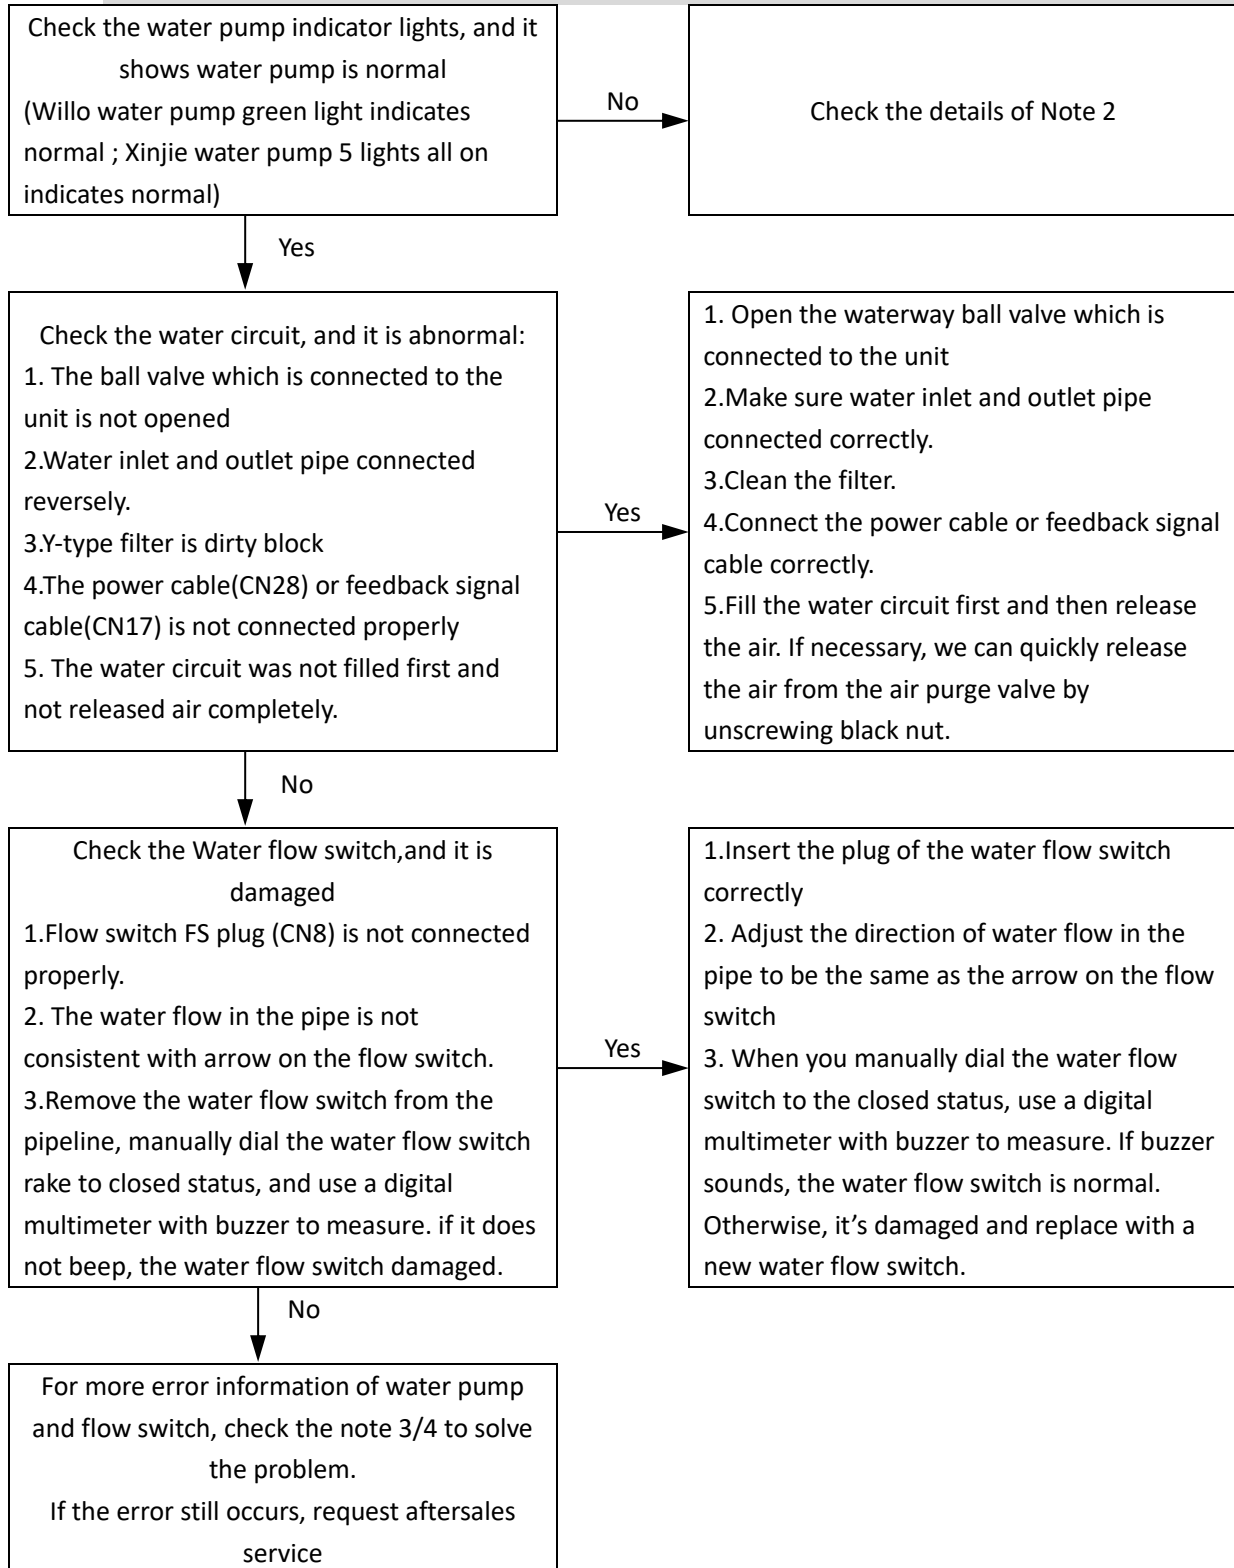 Check the water pump indicator lights, and it
shows water pump is normal
(Willo water pump green light indicates
normal ; Xinjie water pump 5 lights all on
indicates normal)
No
Check the details of Note 2
Yes
Check the water circuit, and it is abnormal:
1. The ball valve which is connected to the
unit is not opened
2.Water inlet and outlet pipe connected
reversely.
3.Y-type filter is dirty block
4.The power cable(CN28) or feedback signal
cable(CN17) is not connected properly
5. The water circuit was not filled first and
not released air completely.
Yes
1. Open the waterway ball valve which is
connected to the unit
2.Make sure water inlet and outlet pipe
connected correctly.
3.Clean the filter.
4.Connect the power cable or feedback signal
cable correctly.
5.Fill the water circuit first and then release
the air. If necessary, we can quickly release
the air from the air purge valve by
unscrewing black nut.
No
Check the Water flow switch,and it is
damaged
1.Flow switch FS plug (CN8) is not connected
properly.
2. The water flow in the pipe is not
consistent with arrow on the flow switch.
3.Remove the water flow switch from the
pipeline, manually dial the water flow switch
rake to closed status, and use a digital
multimeter with buzzer to measure. if it does
not beep, the water flow switch damaged.
Yes
1.Insert the plug of the water flow switch
correctly
2. Adjust the direction of water flow in the
pipe to be the same as the arrow on the flow
switch
3. When you manually dial the water flow
switch to the closed status, use a digital
multimeter with buzzer to measure. If buzzer
sounds, the water flow switch is normal.
Otherwise, it’s damaged and replace with a
new water flow switch.
No
For more error information of water pump
and flow switch, check the note 3/4 to solve
the problem.
If the error still occurs, request aftersales
service